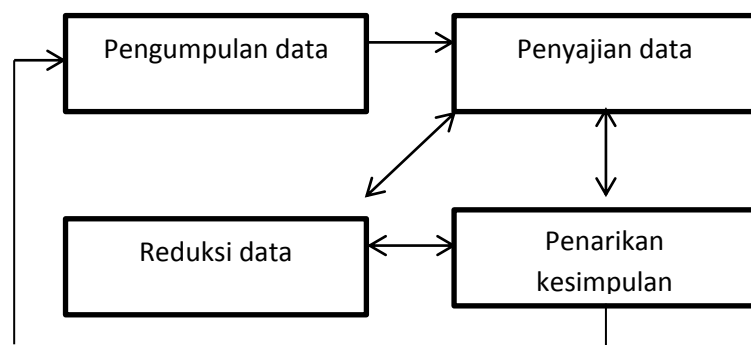 Pengumpulan data
Penyajian data
Reduksi data
Penarikan
kesimpulan